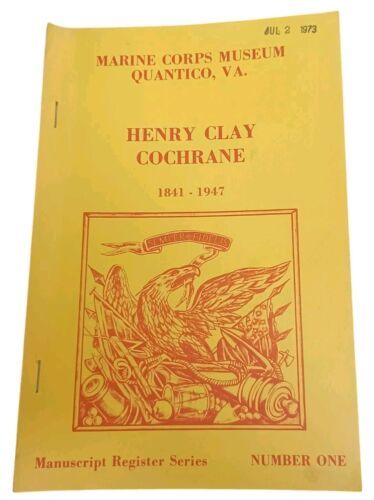 JUL 2 1973
MARINE CORPS MUSEUM
QUANTICO, VA.
HENRY CLAY
COCHRANE
1841 - 1947
SEMPER FIDELIS
Manuscript Register Series NUMBER ONE